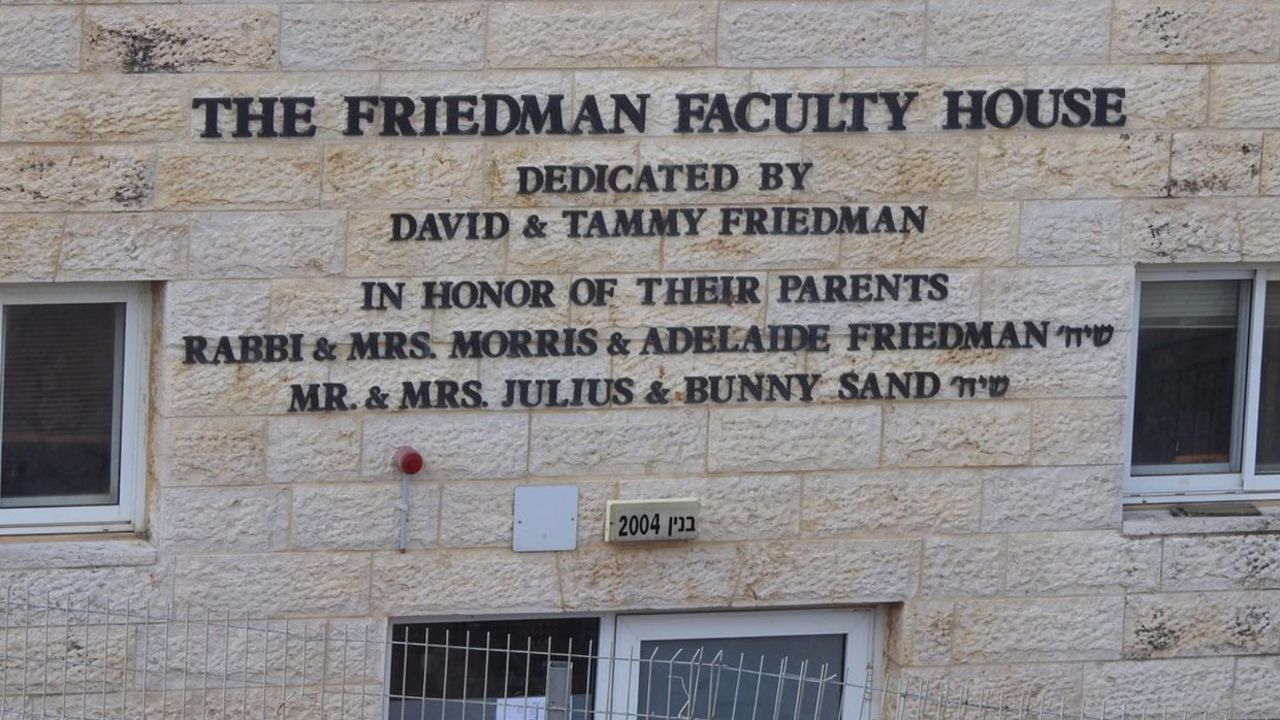 THE FRIEDMAN FACULTY HOUSE
DEDICATED BY
DAVID & TAMMY FRIEDMAN
IN HONOR OF THEIR PARENTS
RABBI & MRS. MORRIS & ADELAIDE FRIEDMAN שיח׳
MR. & MRS. JULIUS & BUNNY SAND שיח׳
בנין 2004